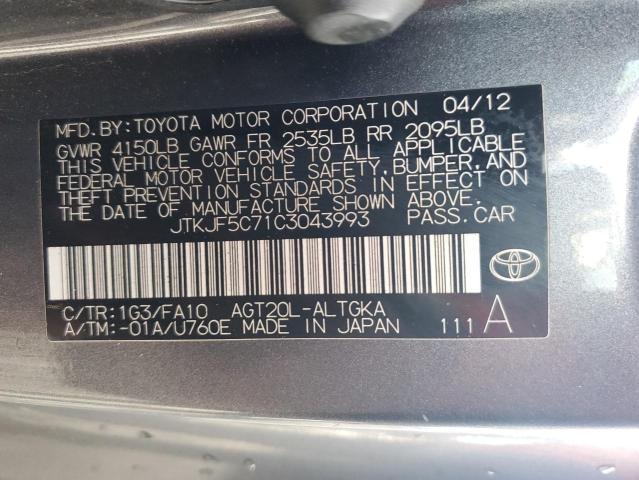 MFD.BY:TOYOTA MOTOR CORPORATION 04/12
GVWR 4150LB GAWR FR 2535LB RR 2095LB
THIS VEHICLE CONFORMS TO ALL APPLICABLE
FEDERAL MOTOR VEHICLE SAFETY,BUMPER,AND
THEFT PREVENTION STANDARDS IN EFFECT ON
THE DATE OF MANUFACTURE SHOWN ABOVE.
JTKJF5C71C3043993 PASS.CAR
C/TR:1G3/FA10 AGT20L-ALTGKA
A/TM:-01A/U760E MADE IN JAPAN 111A